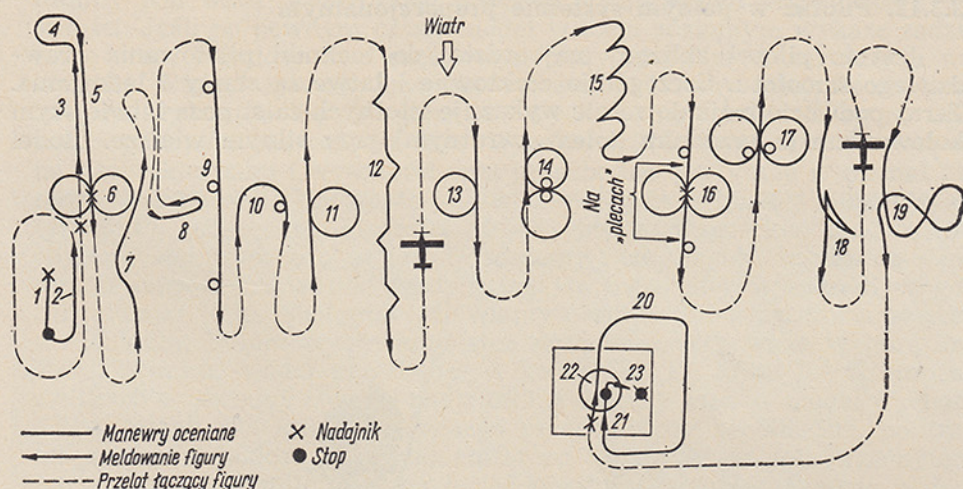 Wiatr
4
3
5
15
9
6
12
17
14
10
11
13
Na
„plecach”
16
8
19
7
18
1
2
20
22
23
21
Manewry oceniane
× Nadajnik
Meldowanie figury
● Stop
Przelot łączący figury